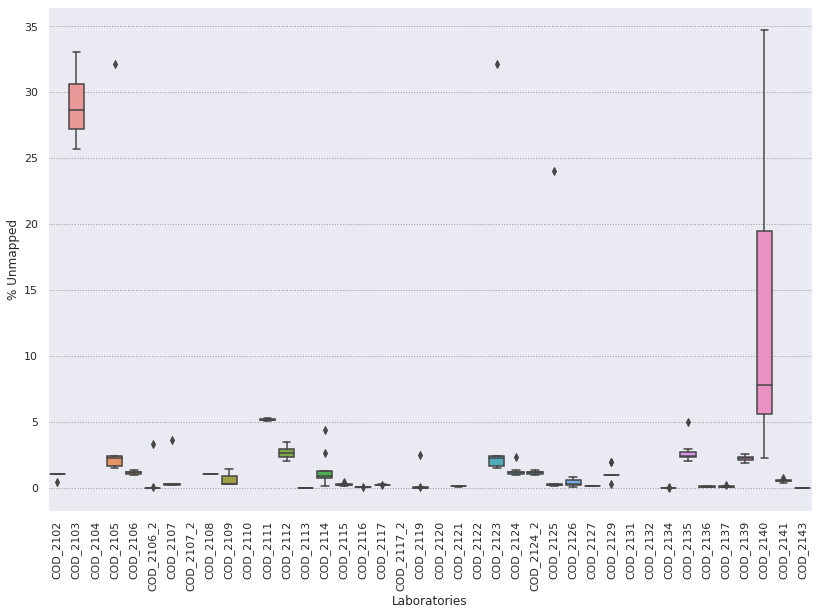 35
30
25
20
15
10
5
0
% Unmapped
COD_2102
COD_2103
COD_2104
COD_2105
COD_2106
COD_2106_2
COD_2107
COD_2107_2
COD_2108
COD_2109
COD_2110
COD_2111
COD_2112
COD_2113
COD_2114
COD_2115
COD_2116
COD_2117
COD_2117_2
COD_2119
COD_2120
COD_2121
COD_2122
COD_2123
COD_2124
COD_2124_2
COD_2125
COD_2126
COD_2127
COD_2129
COD_2131
COD_2132
COD_2134
COD_2135
COD_2136
COD_2137
COD_2139
COD_2140
COD_2141
COD_2143
Laboratories